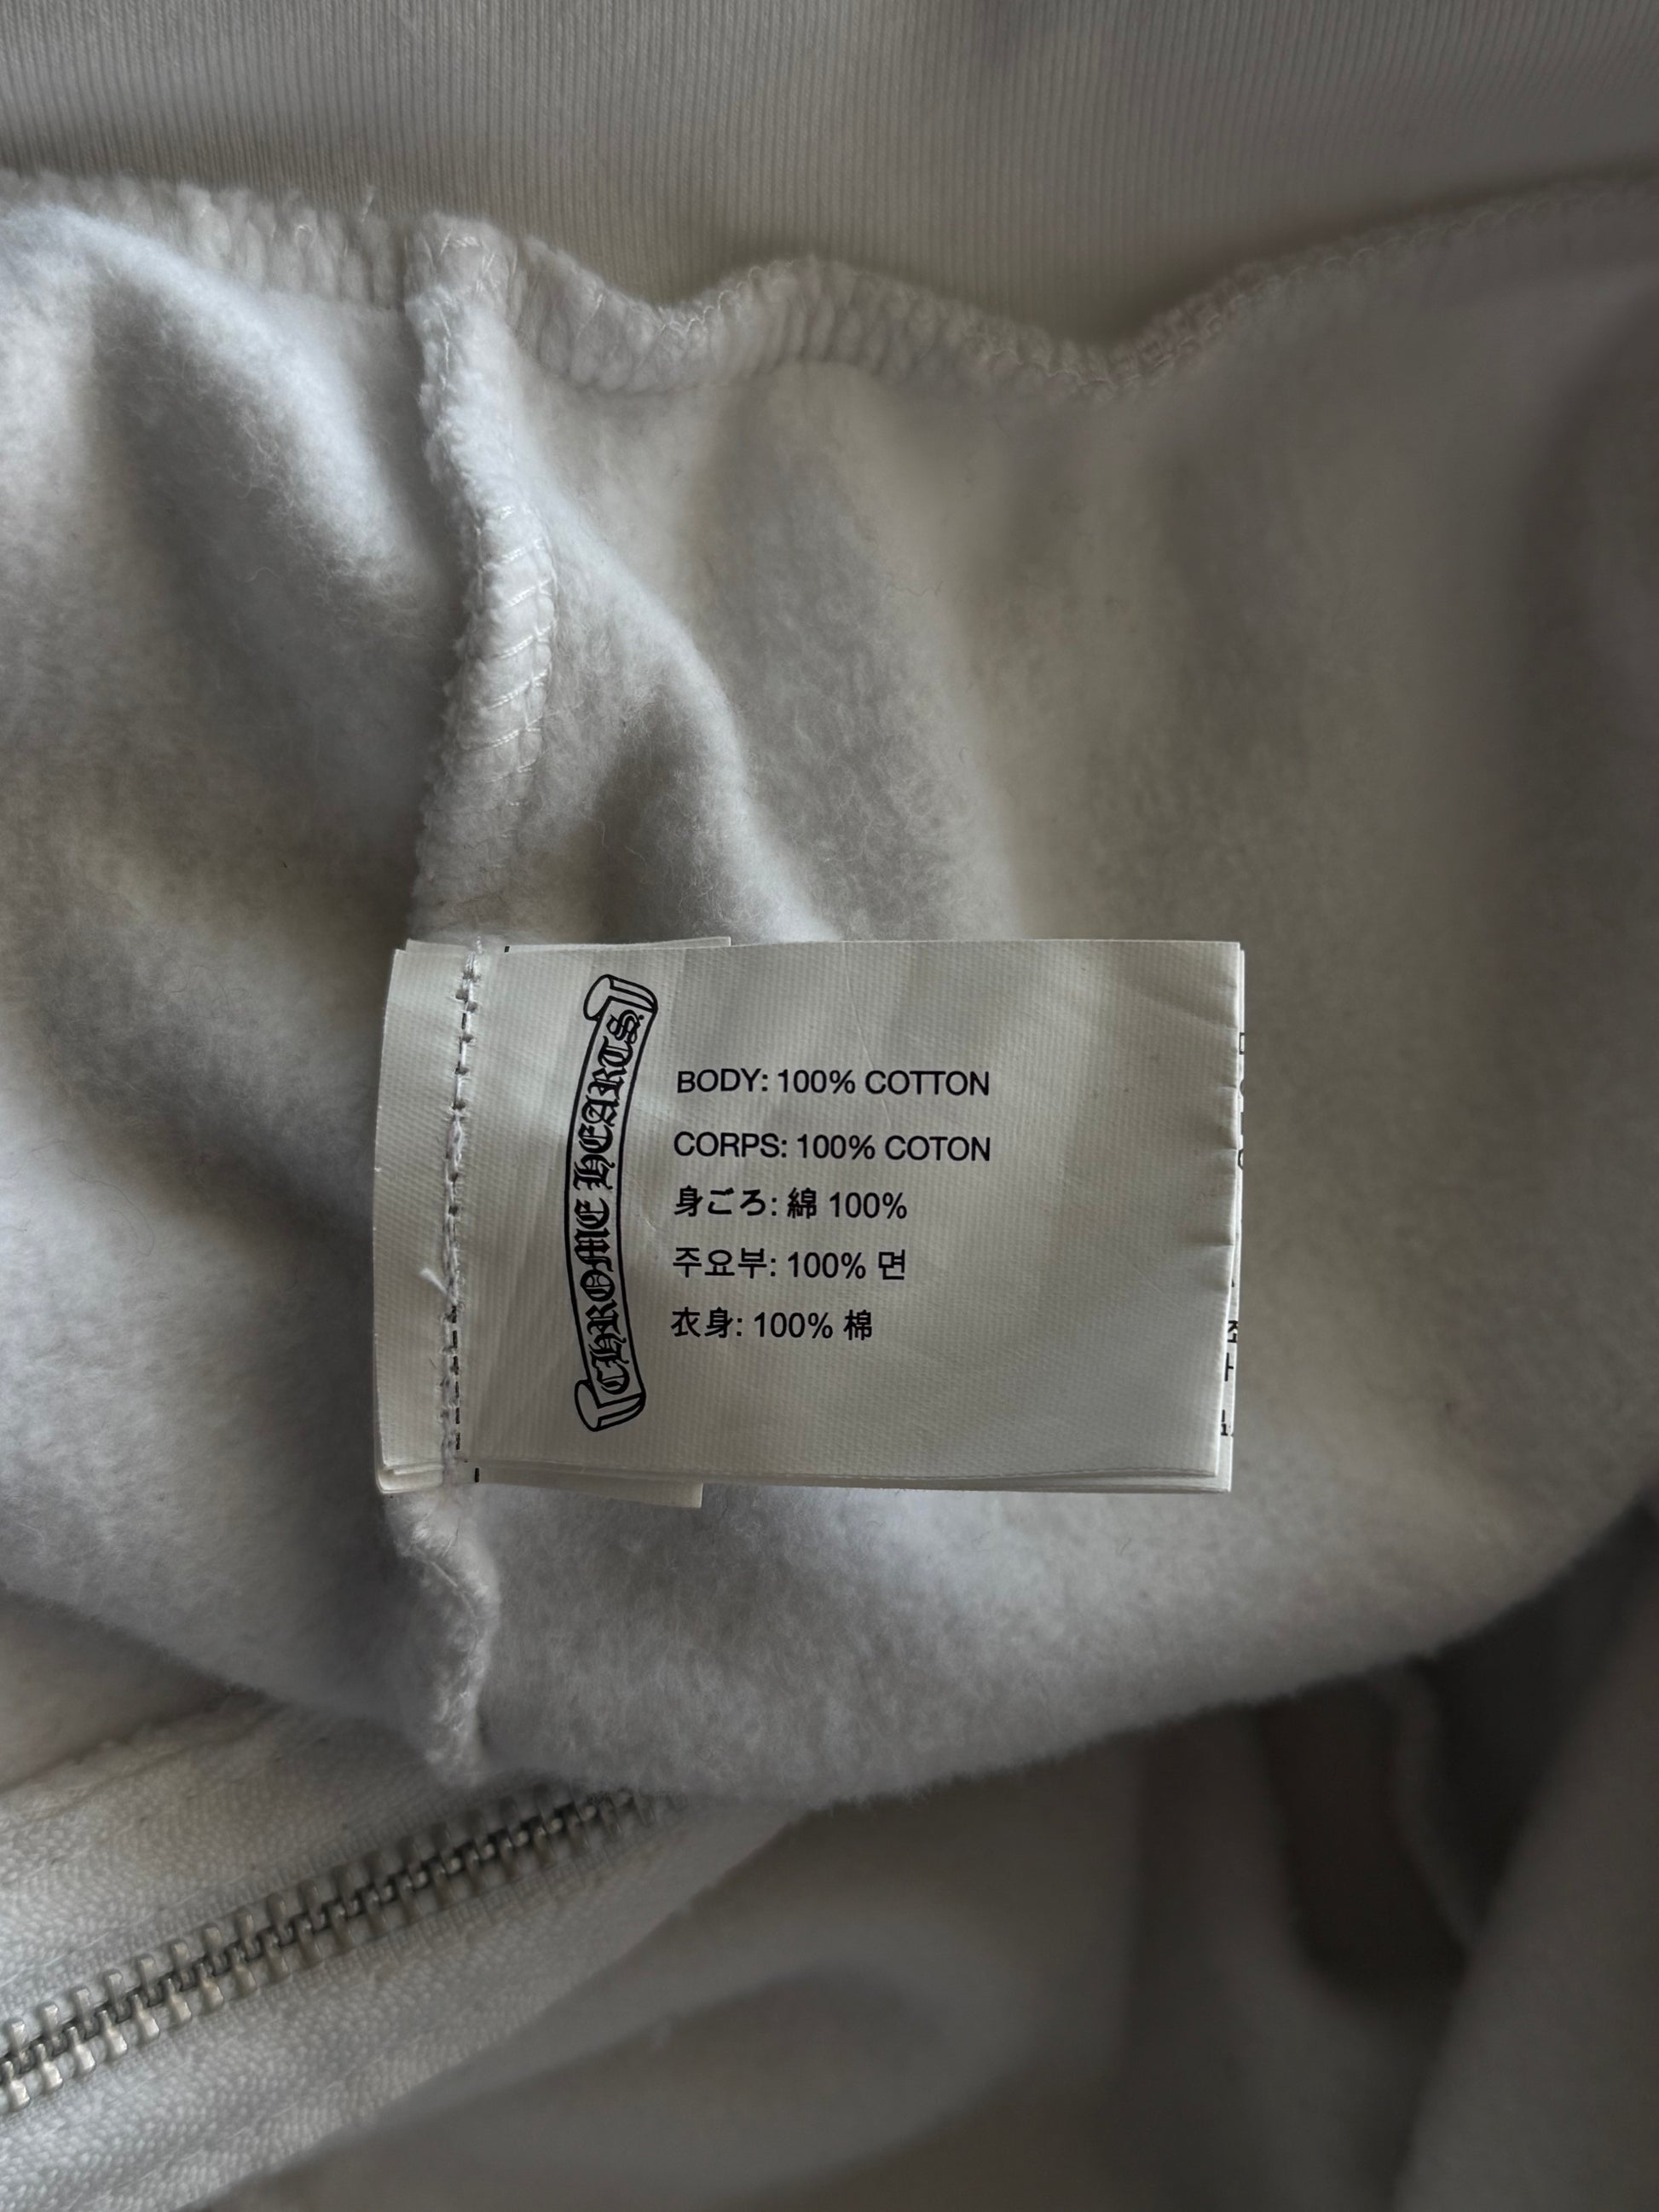 CHROME HEARTS
BODY: 100% COTTON
CORPS: 100% COTON
身ごろ: 綿 100%
주요부: 100% 면
衣身: 100% 棉